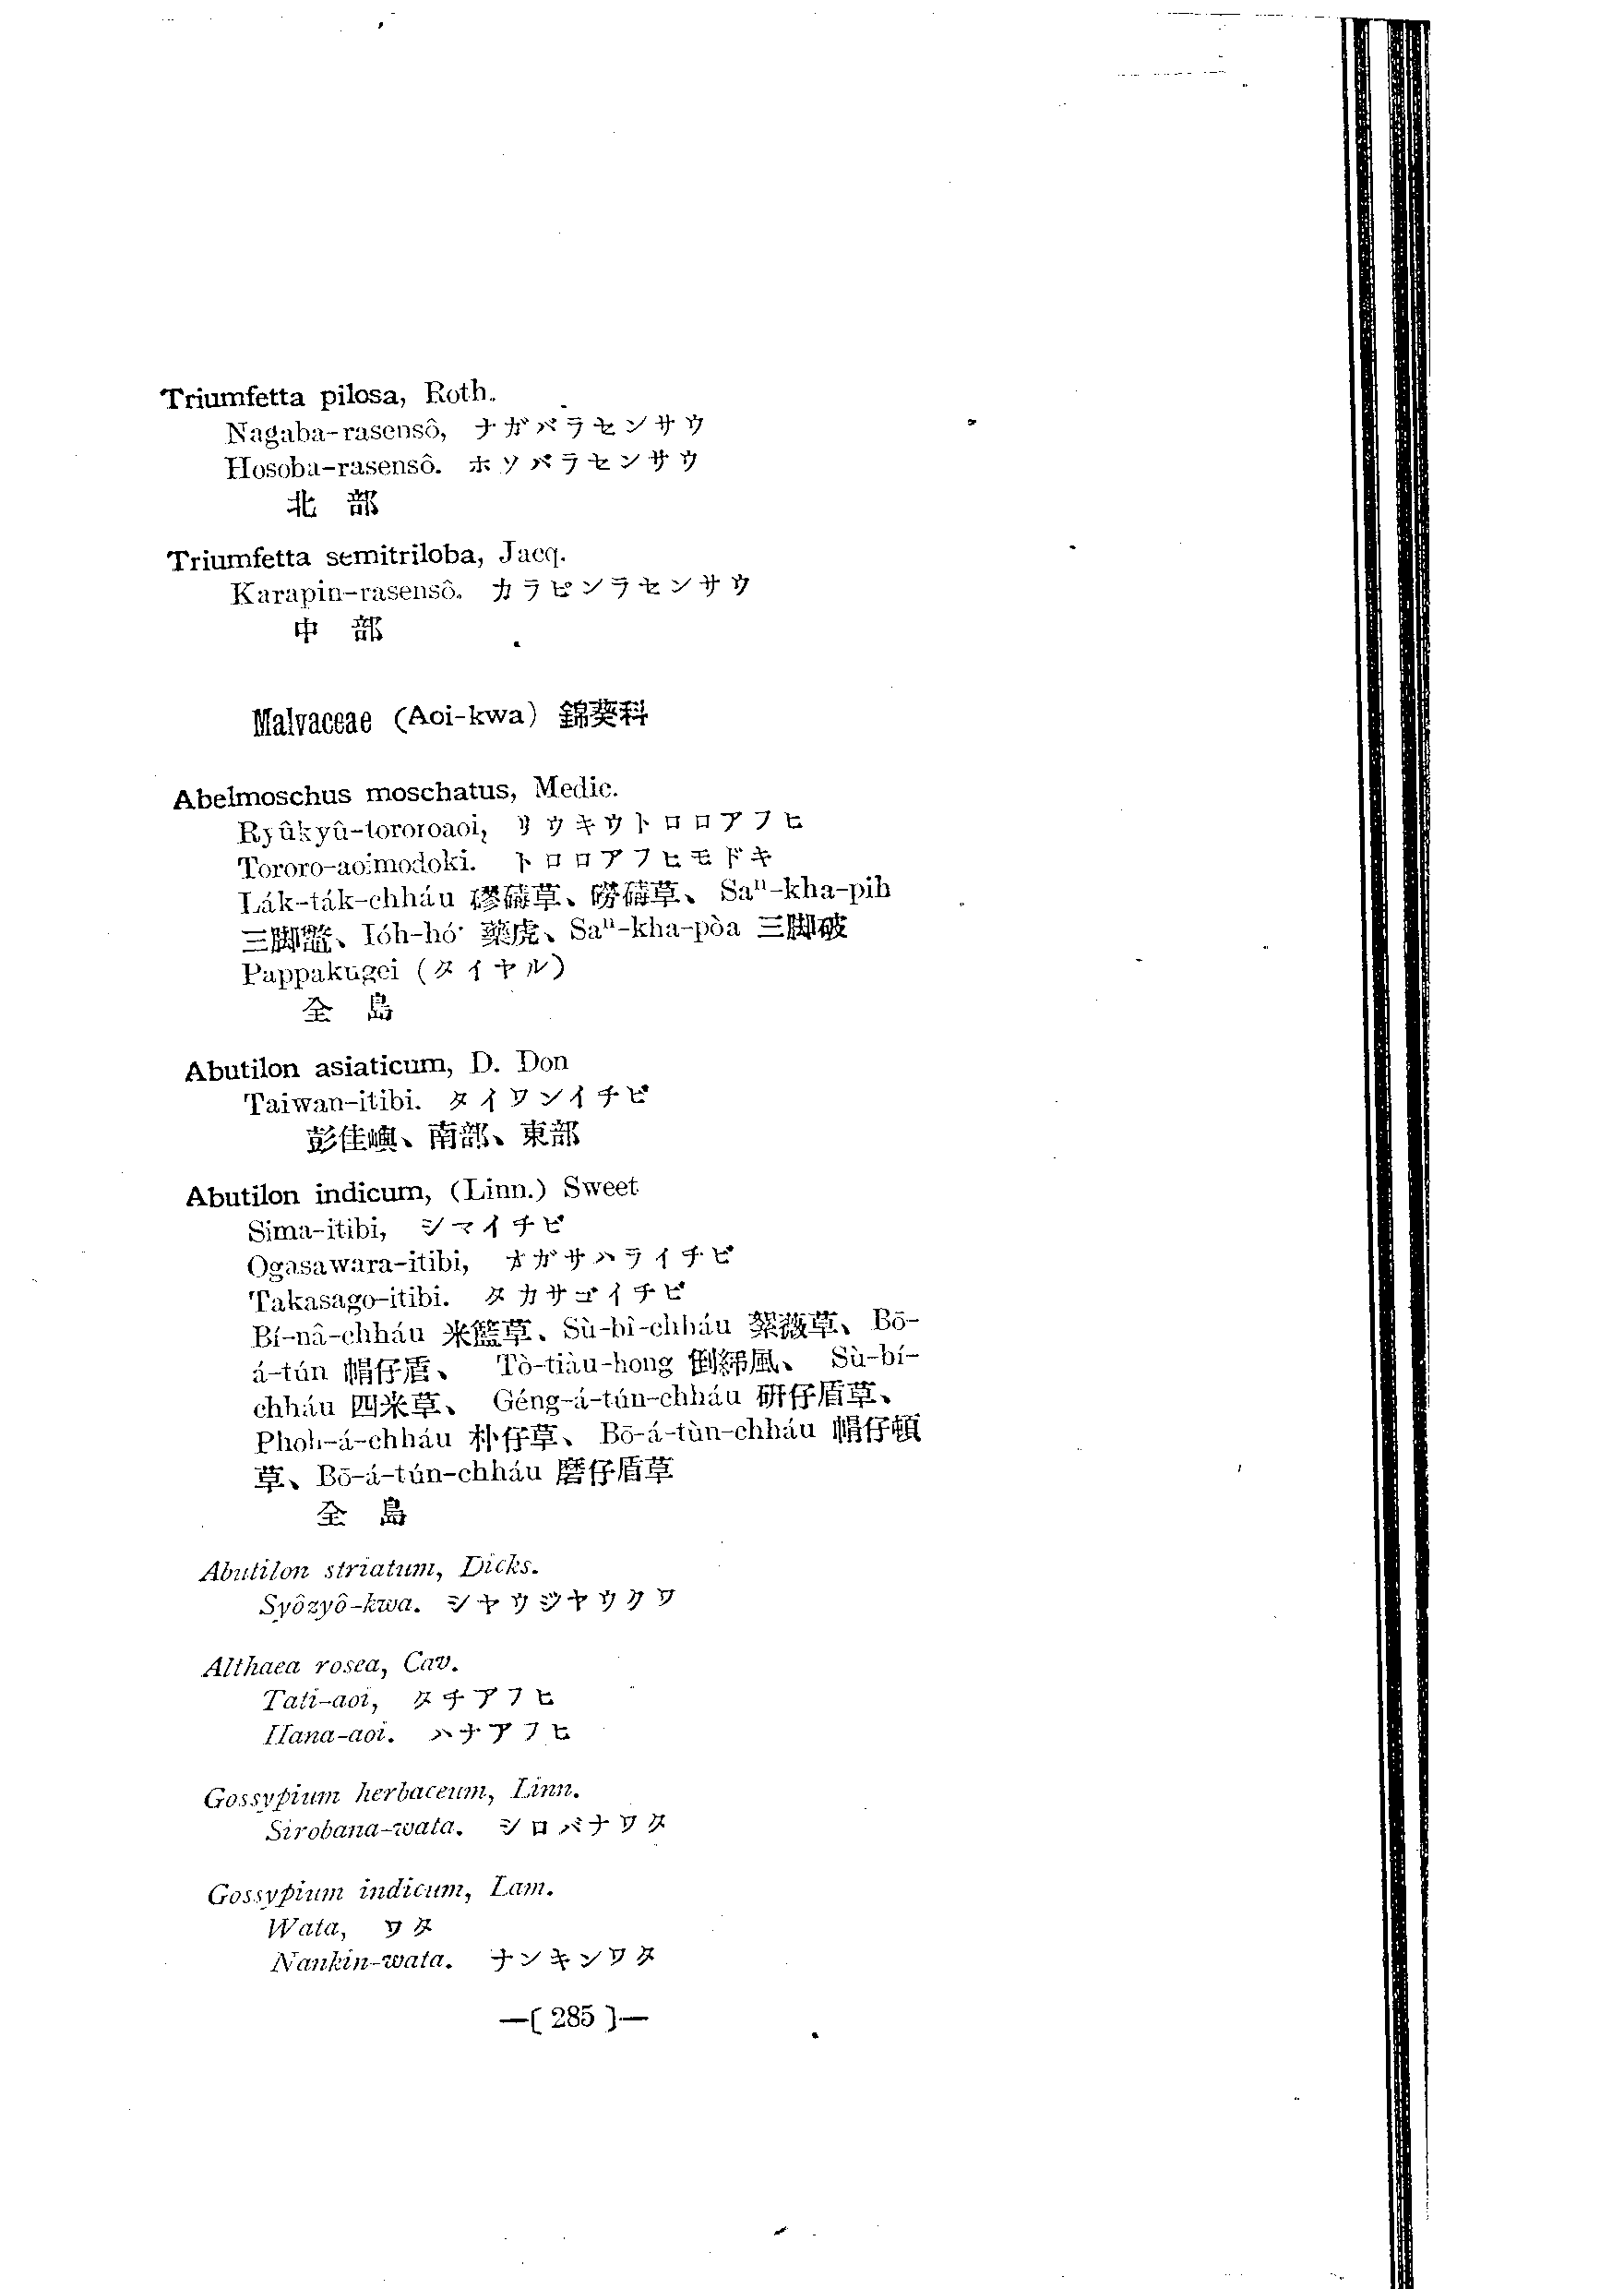 Triumfetta pilosa, Roth.
Nagaba-rasensô, ナガバラセンサウ
Hosoba-rasensô. ホソバラセンサウ
北 部
Triumfetta semitriloba, Jacq.
Karapin-rasensô. カラピンラセンサウ
中 部
Malvaceae (Aoi-kwa) 錦葵科
Abelmoschus moschatus, Medic.
Ryûkyû-tororoaoi, リウキウトロロアフヒ
Tororo-aoimodoki. トロロアフヒモドキ
Lák-ták-chháu 草、草、 Saⁿ-kha-pih
三脚、Ióh-hó͘ 藥虎、Saⁿ-kha-pòa 三脚破
Pappakugei (タイヤル)
全 島
Abutilon asiaticum, D. Don
Taiwan-itibi. タイワンイチビ
彭佳嶼、南部、東部
Abutilon indicum, (Linn.) Sweet
Sima-itibi, シマイチビ
Ogasawara-itibi, オガサハライチビ
Takasago-itibi. タカサゴイチビ
Bí-nâ-chháu 米籃草、Sù-bî-chháu 絮薇草、 Bō-
á-tún 帽仔盾、 Tò-tiàu-hong 倒風、 Sù-bí-
chháu 四米草、 Géng-á-tún-chháu 研仔盾草、
Phoh-á-chháu 朴仔草、 Bō-á-tùn-chháu 帽仔頓
草、Bō-á-tún-chháu 磨仔盾草
全 島
Abutilon striatum, Dicks.
Syôzyô-kwa. シヤウジヤウクワ
Althaea rosea, Cav.
Tati-aoi, タチアフヒ
Hana-aoi. ハナアフヒ
Gossypium herbaceum, Linn.
Sirobana-wata. シロバナワタ
Gossypium indicum, Lam.
Wata, ワタ
Nankin-wata. ナンキンワタ
—( 285 )—